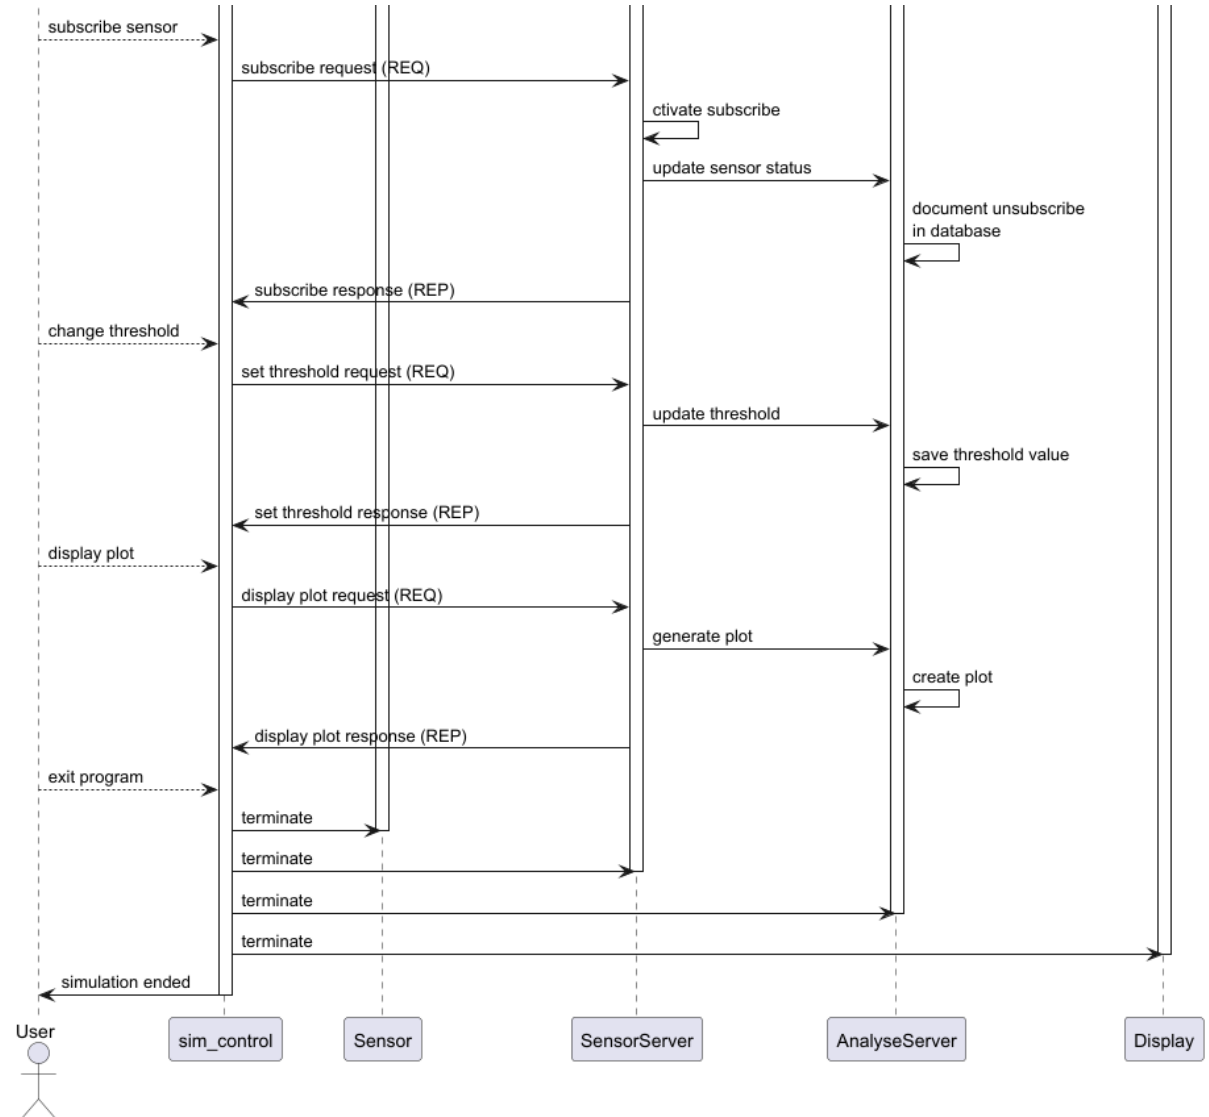 subscribe sensor
subscribe request (REQ)
ctivate subscribe
update sensor status
document unsubscribe
in database
subscribe response (REP)
change threshold
set threshold request (REQ)
update threshold
save threshold value
set threshold response (REP)
display plot
display plot request (REQ)
generate plot
create plot
display plot response (REP)
exit program
terminate
terminate
terminate
terminate
simulation ended
User
sim_control
Sensor
SensorServer
AnalyseServer
Display